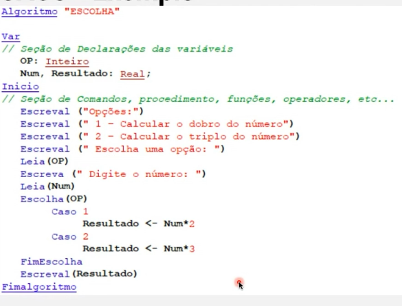 Algoritmo "ESCOLHA"
Var
// Seção de Declarações das variáveis
OP: Inteiro
Num, Resultado: Real;
Inicio
// Seção de Comandos, procedimento, funções, operadores, etc...
Escreval ("Opções:")
Escreval (" 1 - Calcular o dobro do número")
Escreval (" 2 - Calcular o triplo do número")
Escreval (" Escolha uma opção: ")
Leia(OP)
Escreva (" Digite o número: ")
Leia(Num)
Escolha(OP)
Caso 1
Resultado <- Num*2
Caso 2
Resultado <- Num*3
FimEscolha
Escreval(Resultado)
Fimalgoritmo